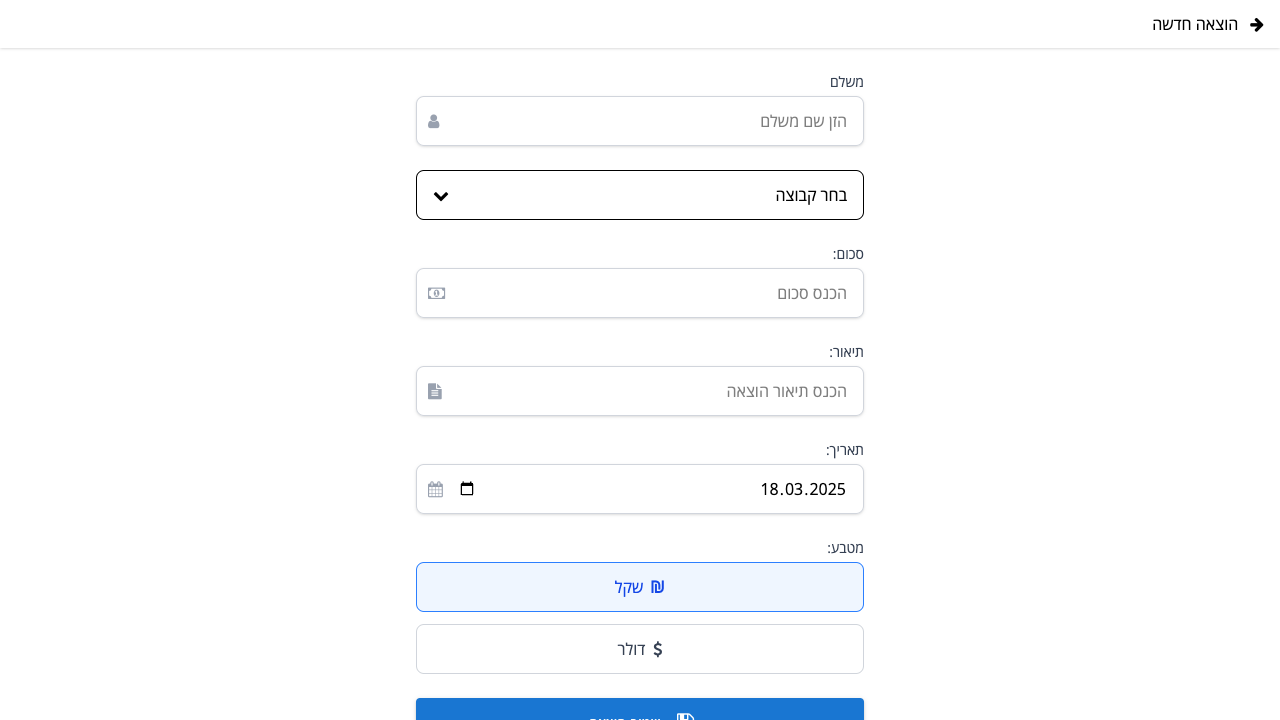 הוצאה חדשה
משלם
הזן שם משלם
בחר קבוצה
סכום:
הכנס סכום
תיאור:
הכנס תיאור הוצאה
תאריך:
18.03.2025
מטבע:
₪ שקל
$ דולר